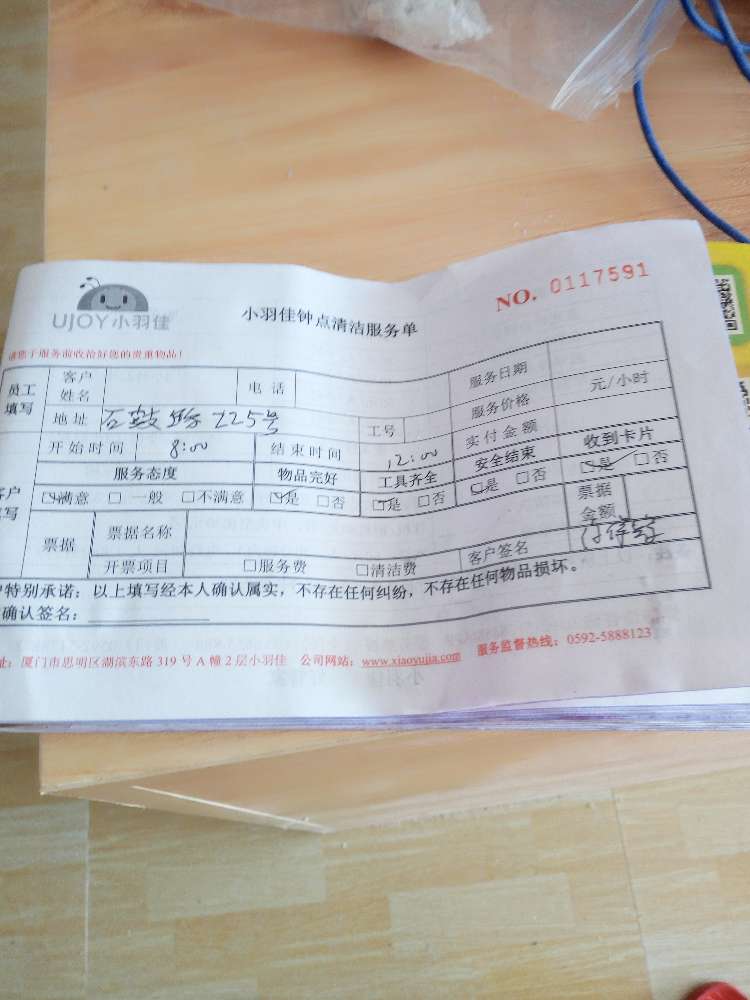 NO. 0117591
UJOY小羽佳
小羽佳钟点清洁服务单
请您于服务前收拾好您的贵重物品!
员工填写 客户姓名 电话 服务日期
地址 石鼓路225号 工号 服务价格 元/小时
开始时间 8:00 结束时间 12:00 实付金额
服务态度 物品完好 工具齐全 安全结束 收到卡片
满意 □ 一般 □不满意 是 □否 是 □否 是 □否 是 □否
票据 票据名称 票据金额
开票项目 □服务费 □清洁费 客户签名
特别承诺:以上填写经本人确认属实,不存在任何纠纷,不存在任何物品损坏。
确认签名:
址:厦门市思明区湖滨东路 319 号 A 幢 2 层小羽佳 公司网站:www.xiaoyujia.com 服务监督热线:0592-5888123